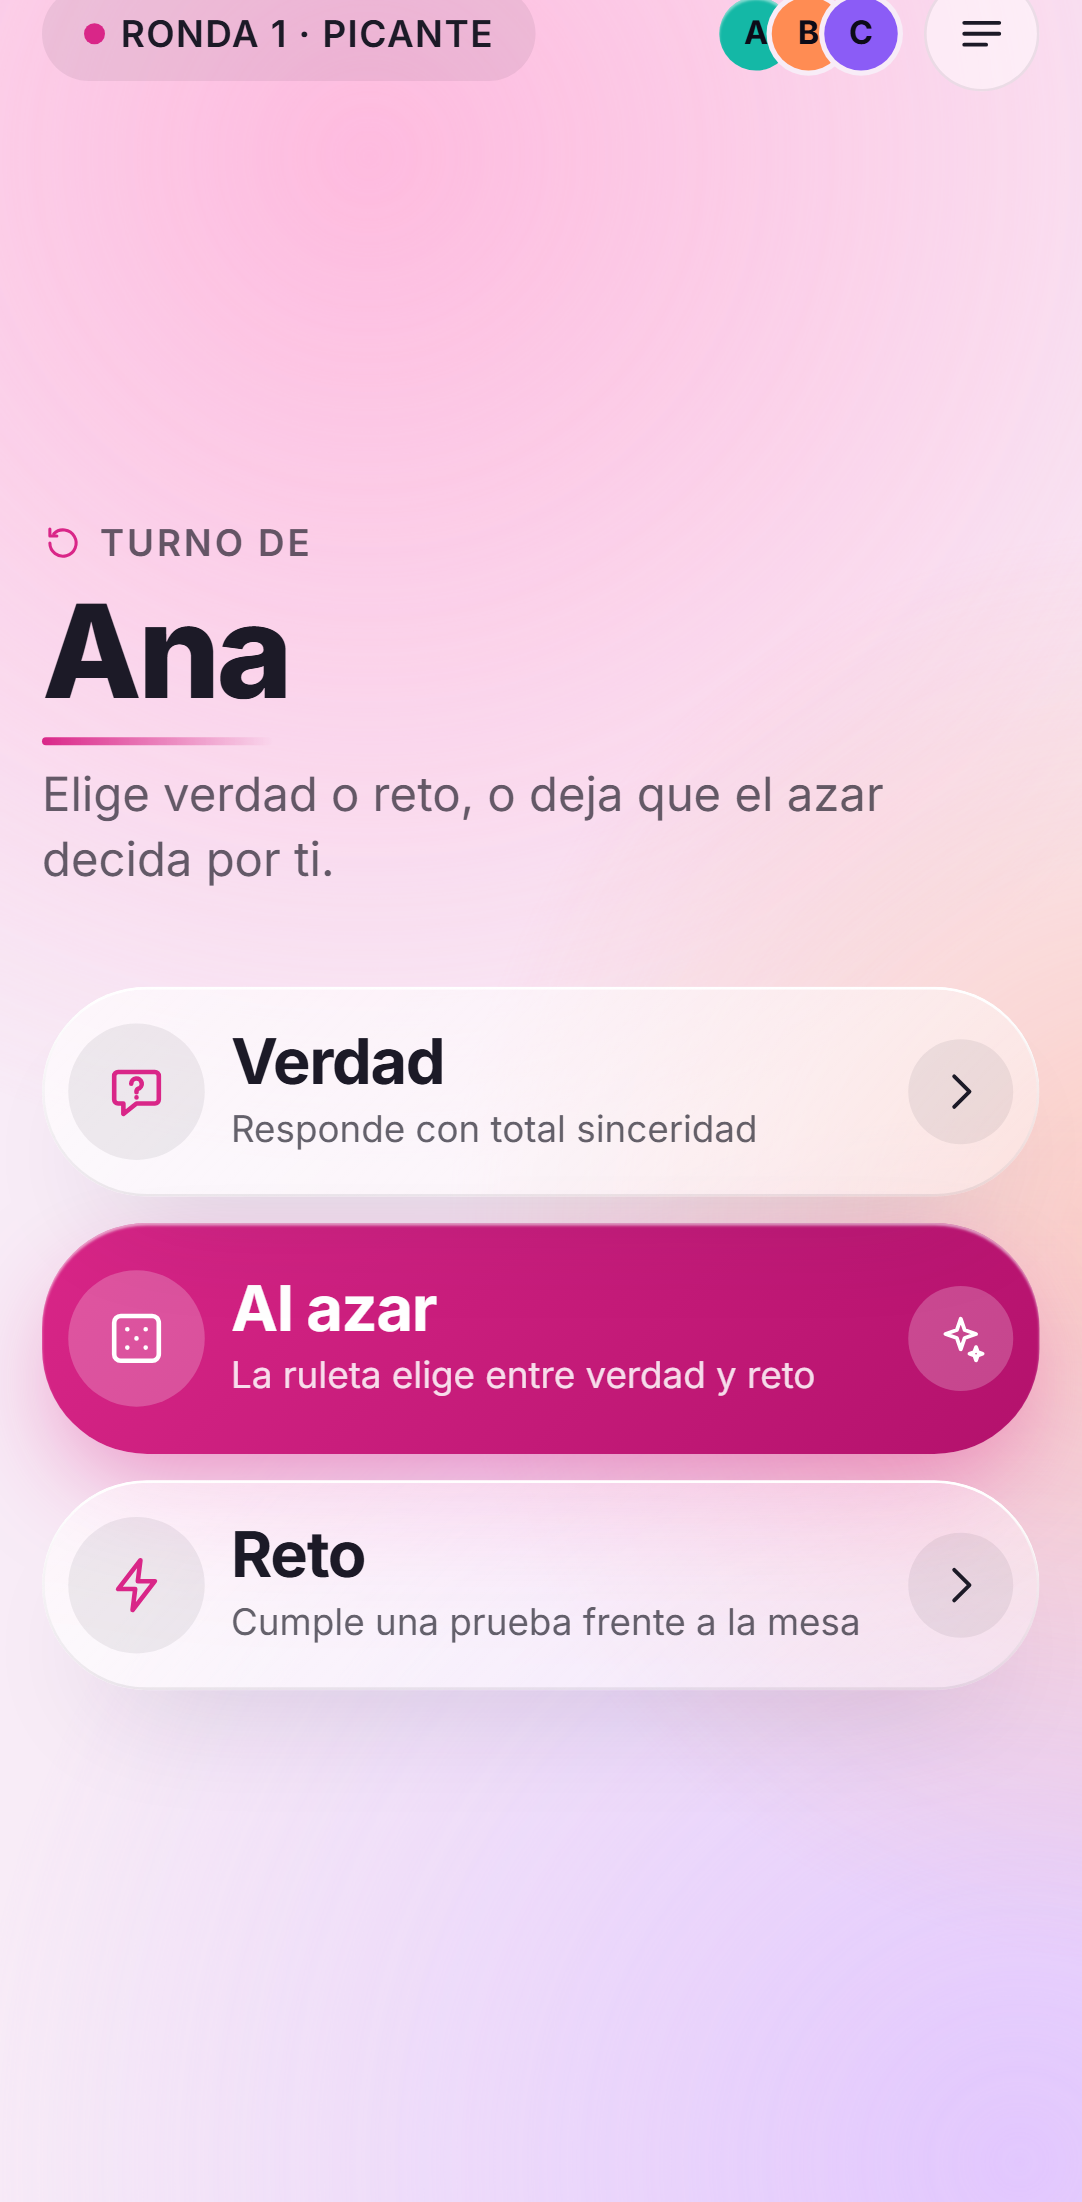 RONDA 1 · PICANTE
A B C
TURNO DE
Ana
Elige verdad o reto, o deja que el azar
decida por ti.
Verdad
Responde con total sinceridad
Al azar
La ruleta elige entre verdad y reto
Reto
Cumple una prueba frente a la mesa